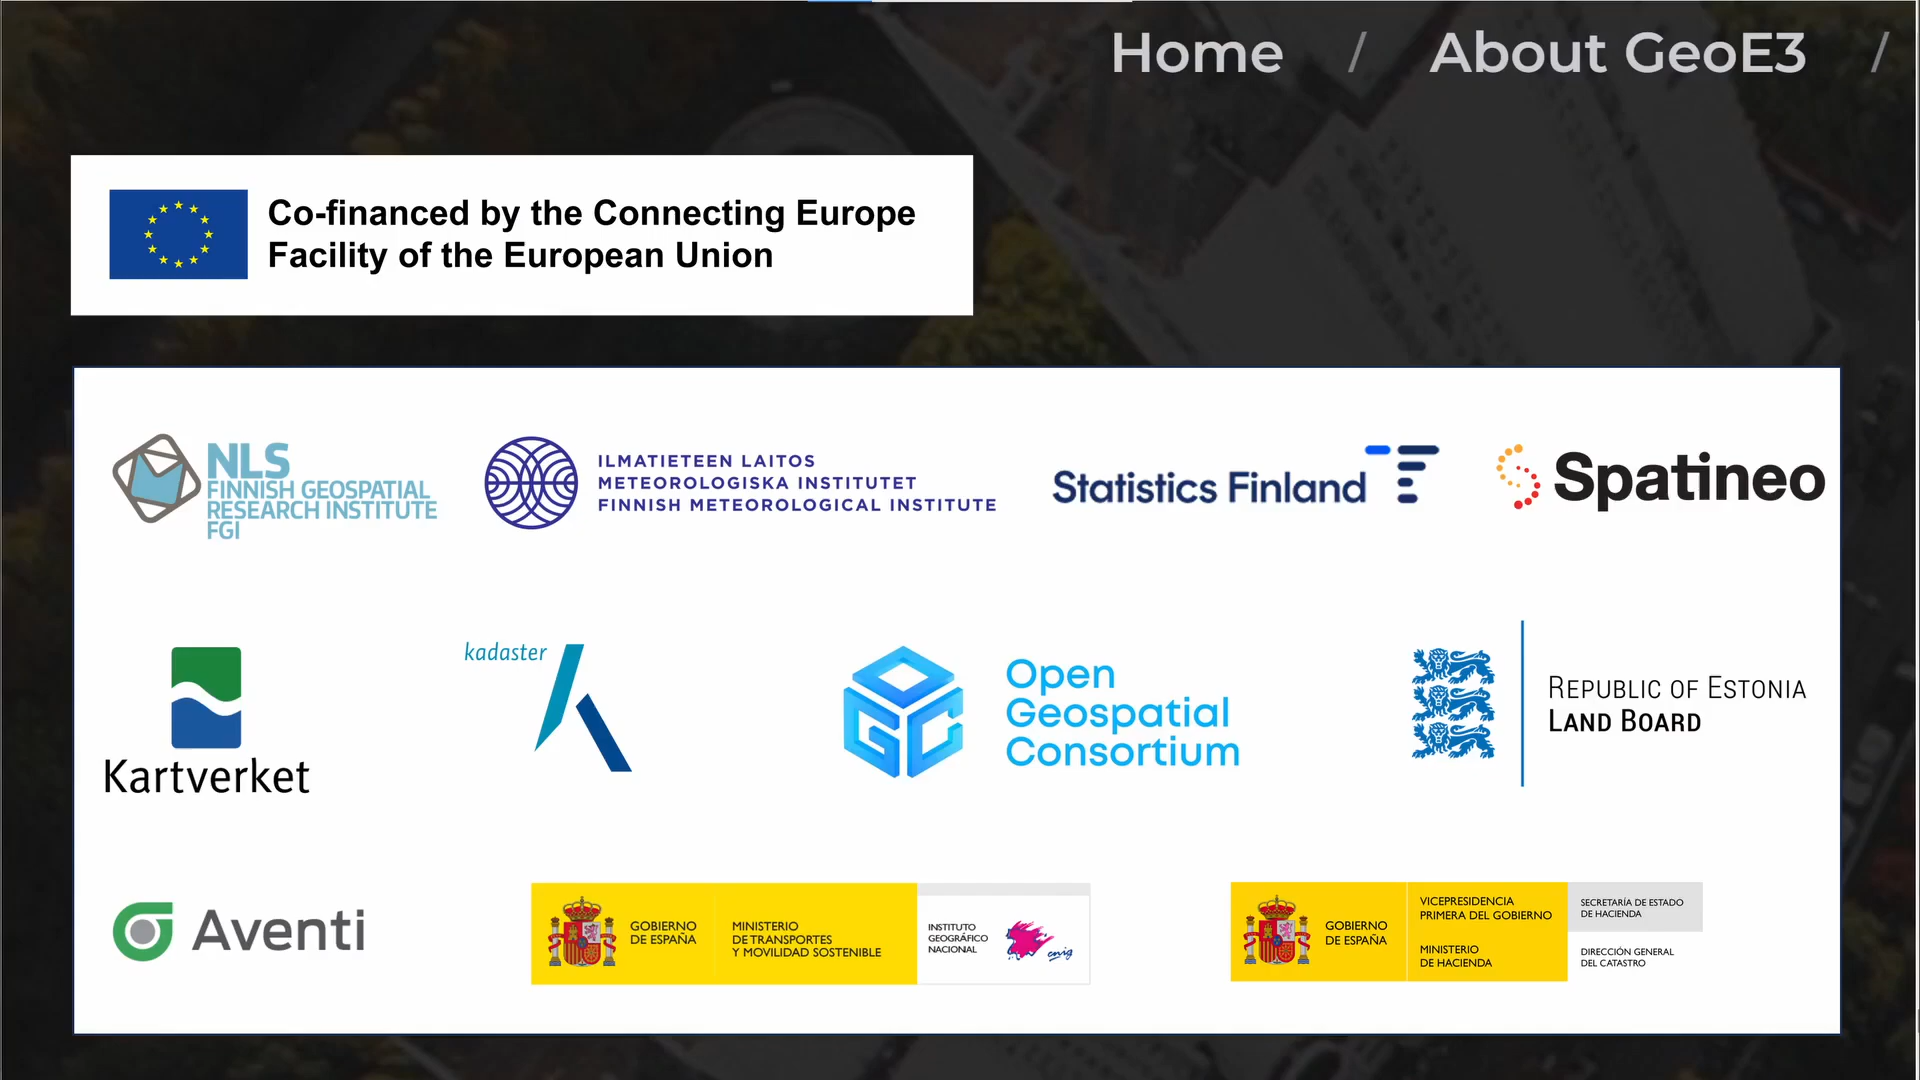 Home / About GeoE3 /
Co-financed by the Connecting Europe
Facility of the European Union
NLS
FINNISH GEOSPATIAL
RESEARCH INSTITUTE
FGI
ILMATIETEEN LAITOS
METEOROLOGISKA INSTITUTET
FINNISH METEOROLOGICAL INSTITUTE
Statistics Finland
Spatineo
Kartverket
kadaster
OGC
Open
Geospatial
Consortium
REPUBLIC OF ESTONIA
LAND BOARD
Aventi
GOBIERNO
DE ESPAÑA
MINISTERIO
DE TRANSPORTES
Y MOVILIDAD SOSTENIBLE
INSTITUTO
GEOGRÁFICO
NACIONAL
cnig
GOBIERNO
DE ESPAÑA
VICEPRESIDENCIA
PRIMERA DEL GOBIERNO
MINISTERIO
DE HACIENDA
SECRETARÍA DE ESTADO
DE HACIENDA
DIRECCIÓN GENERAL
DEL CATASTRO